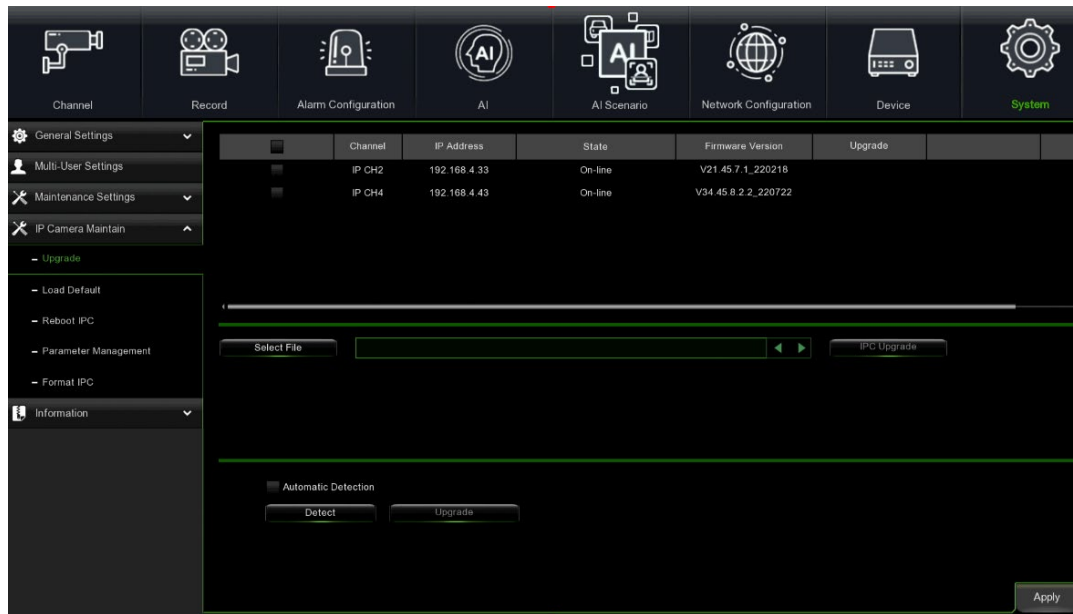 Channel Record Alarm Configuration AI AI Scenario Network Configuration Device System
General Settings
Multi-User Settings
Maintenance Settings
IP Camera Maintain
Upgrade
Load Default
Reboot IPC
Parameter Management
Format IPC
Information
Channel IP Address State Firmware Version Upgrade
IP CH2 192.168.4.33 On-line V21.45.7.1_220218
IP CH4 192.168.4.43 On-line V34.45.8.2.2_220722
Select File IPC Upgrade
Automatic Detection
Detect Upgrade
Apply